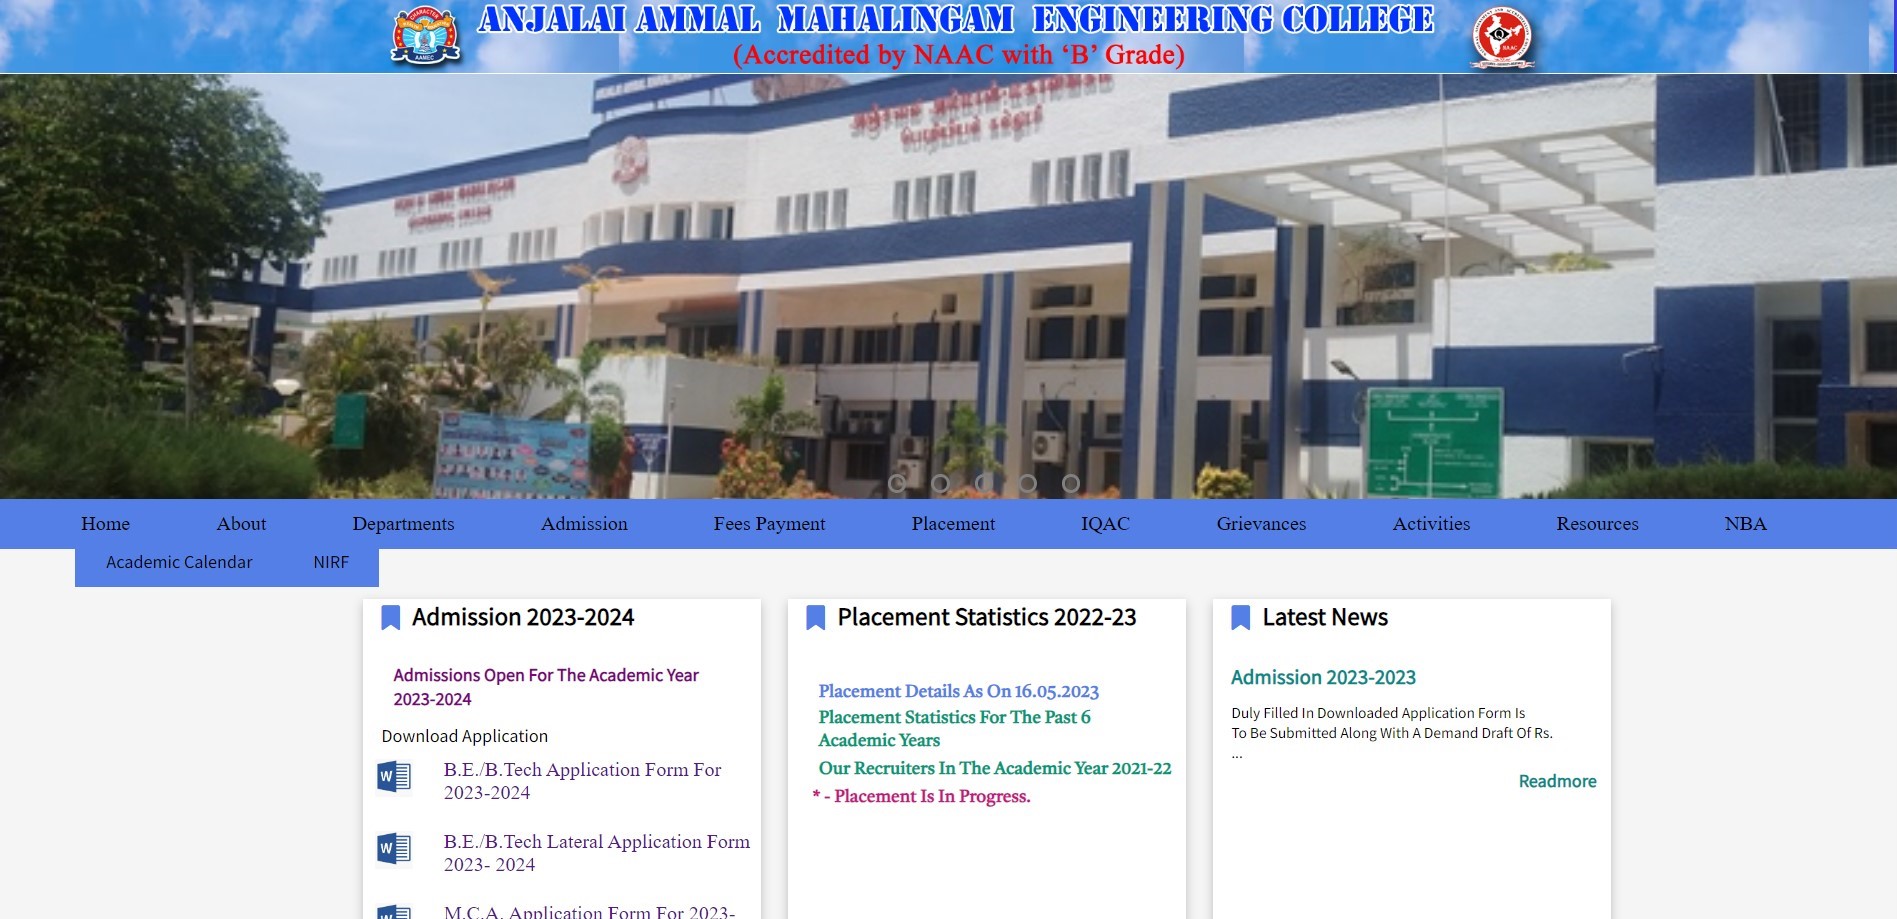 ANJALAI AMMAL MAHALINGAM ENGINEERING COLLEGE
(Accredited by NAAC with ‘B’ Grade)
AAMEC
NAAC
பொறியியல் கல்லூரி
Home About Departments Admission Fees Payment Placement IQAC Grievances Activities Resources NBA
Academic Calendar NIRF
Admission 2023-2024
Admissions Open For The Academic Year
2023-2024
Download Application
B.E./B.Tech Application Form For
2023-2024
B.E./B.Tech Lateral Application Form
2023- 2024
M.C.A. Application Form For 2023-
Placement Statistics 2022-23
Placement Details As On 16.05.2023
Placement Statistics For The Past 6
Academic Years
Our Recruiters In The Academic Year 2021-22
* - Placement Is In Progress.
Latest News
Admission 2023-2023
Duly Filled In Downloaded Application Form Is
To Be Submitted Along With A Demand Draft Of Rs.
...
Readmore